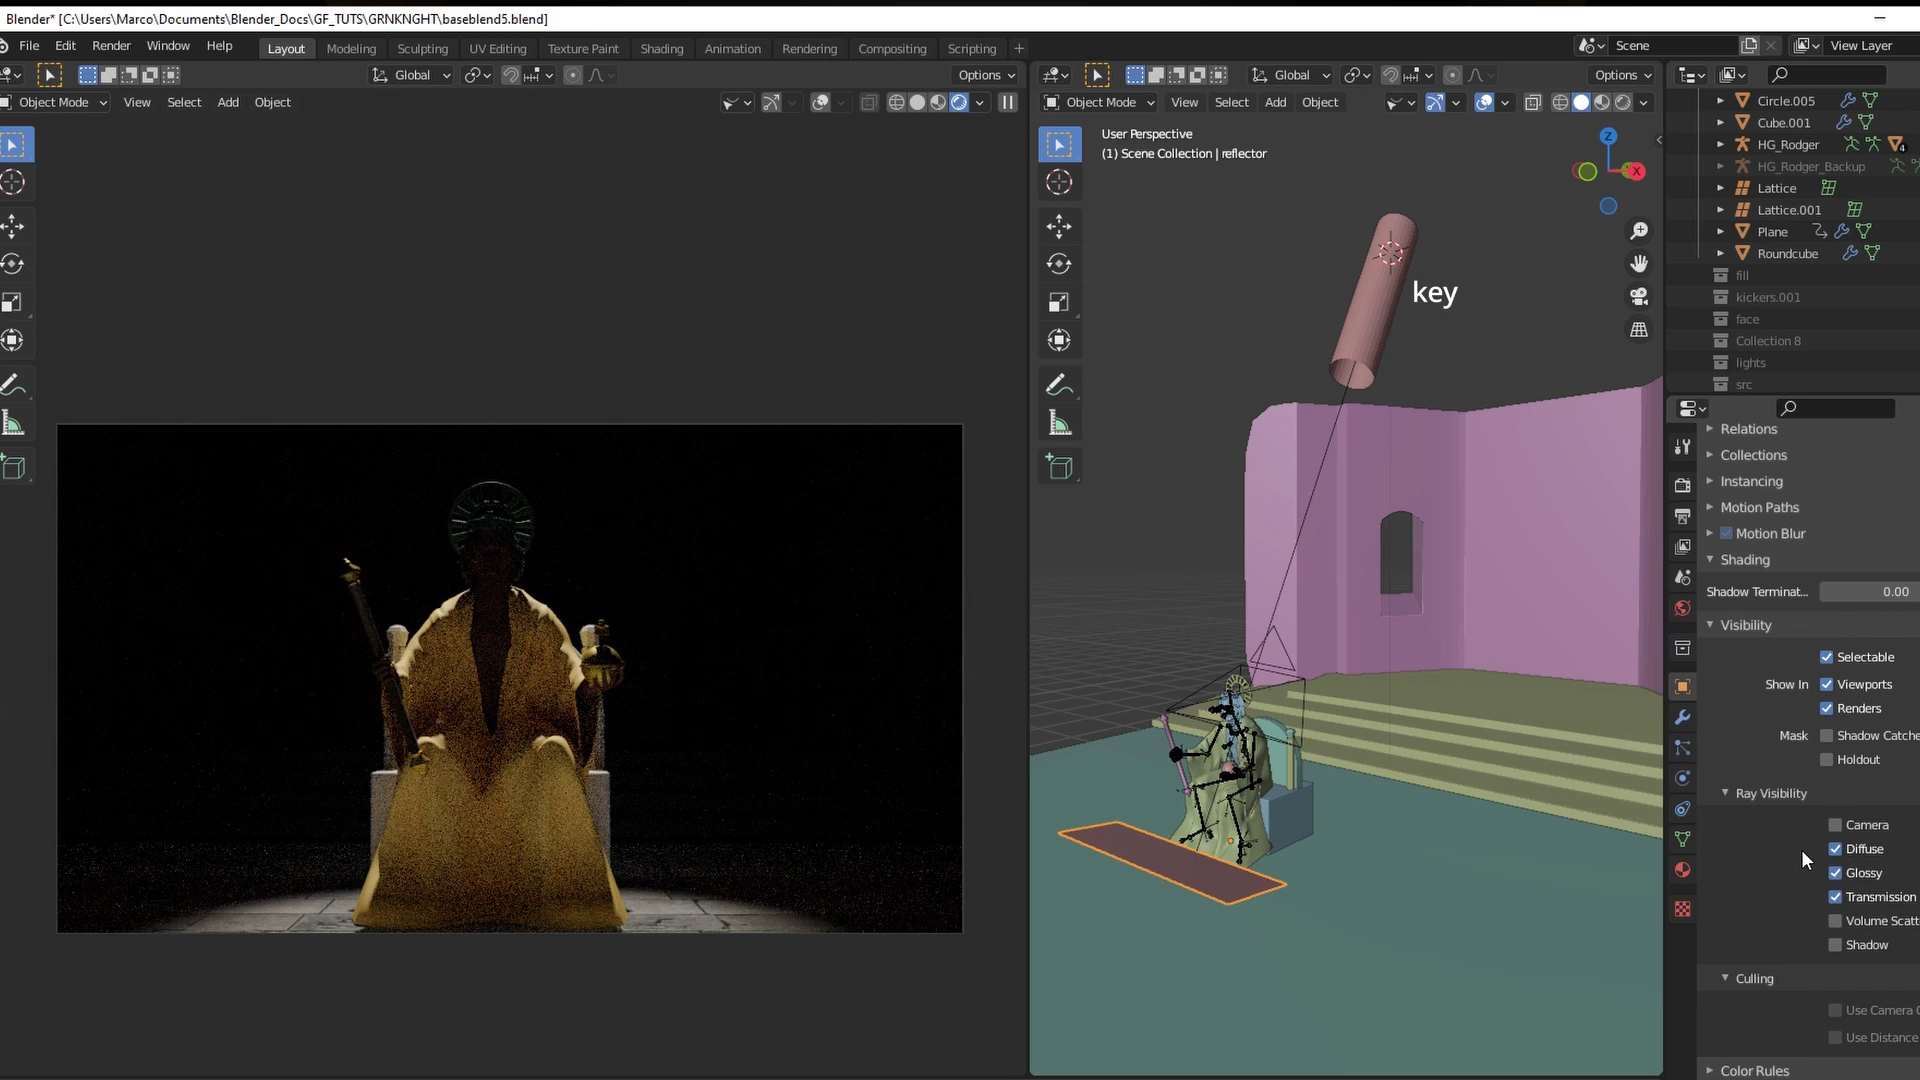 Blender* [C:\Users\Marco\Documents\Blender_Docs\GF_TUTS\GRNKNGHT\baseblend5.blend]
File Edit Render Window Help Layout Modeling Sculpting UV Editing Texture Paint Shading Animation Rendering Compositing Scripting + Scene View Layer
Global Options
Object Mode View Select Add Object
Global Options
Object Mode View Select Add Object
User Perspective
(1) Scene Collection | reflector
Z
X
key
Circle.005
Cube.001
HG_Rodger 4
HG_Rodger_Backup
Lattice
Lattice.001
Plane
Roundcube
fill
kickers.001
face
Collection 8
lights
src
Relations
Collections
Instancing
Motion Paths
Motion Blur
Shading
Shadow Terminat... 0.00
Visibility
Selectable
Show In Viewports
Renders
Mask Shadow Catche
Holdout
Ray Visibility
Camera
Diffuse
Glossy
Transmission
Volume Scatt
Shadow
Culling
Use Camera C
Use Distance
Color Rules